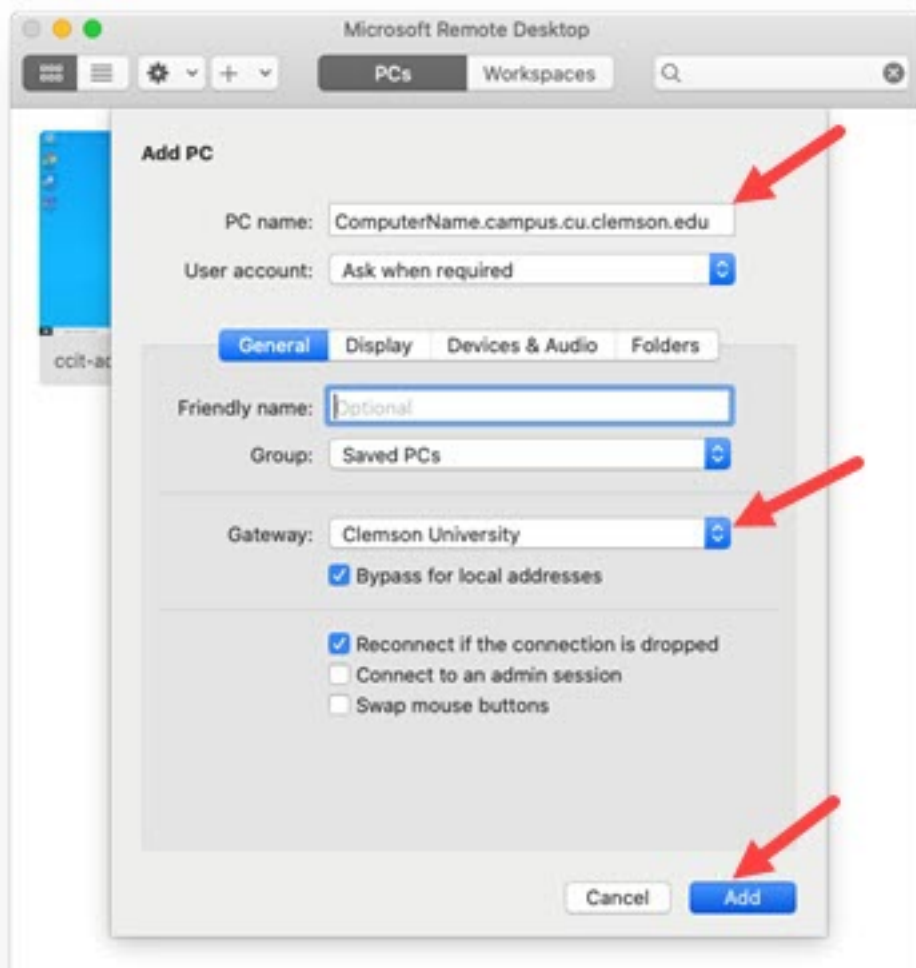 Microsoft Remote Desktop
PCs Workspaces
Add PC
PC name: ComputerName.campus.cu.clemson.edu
User account: Ask when required
General Display Devices & Audio Folders
ccit-ad
Friendly name: Optional
Group: Saved PCs
Gateway: Clemson University
Bypass for local addresses
Reconnect if the connection is dropped
Connect to an admin session
Swap mouse buttons
Cancel Add